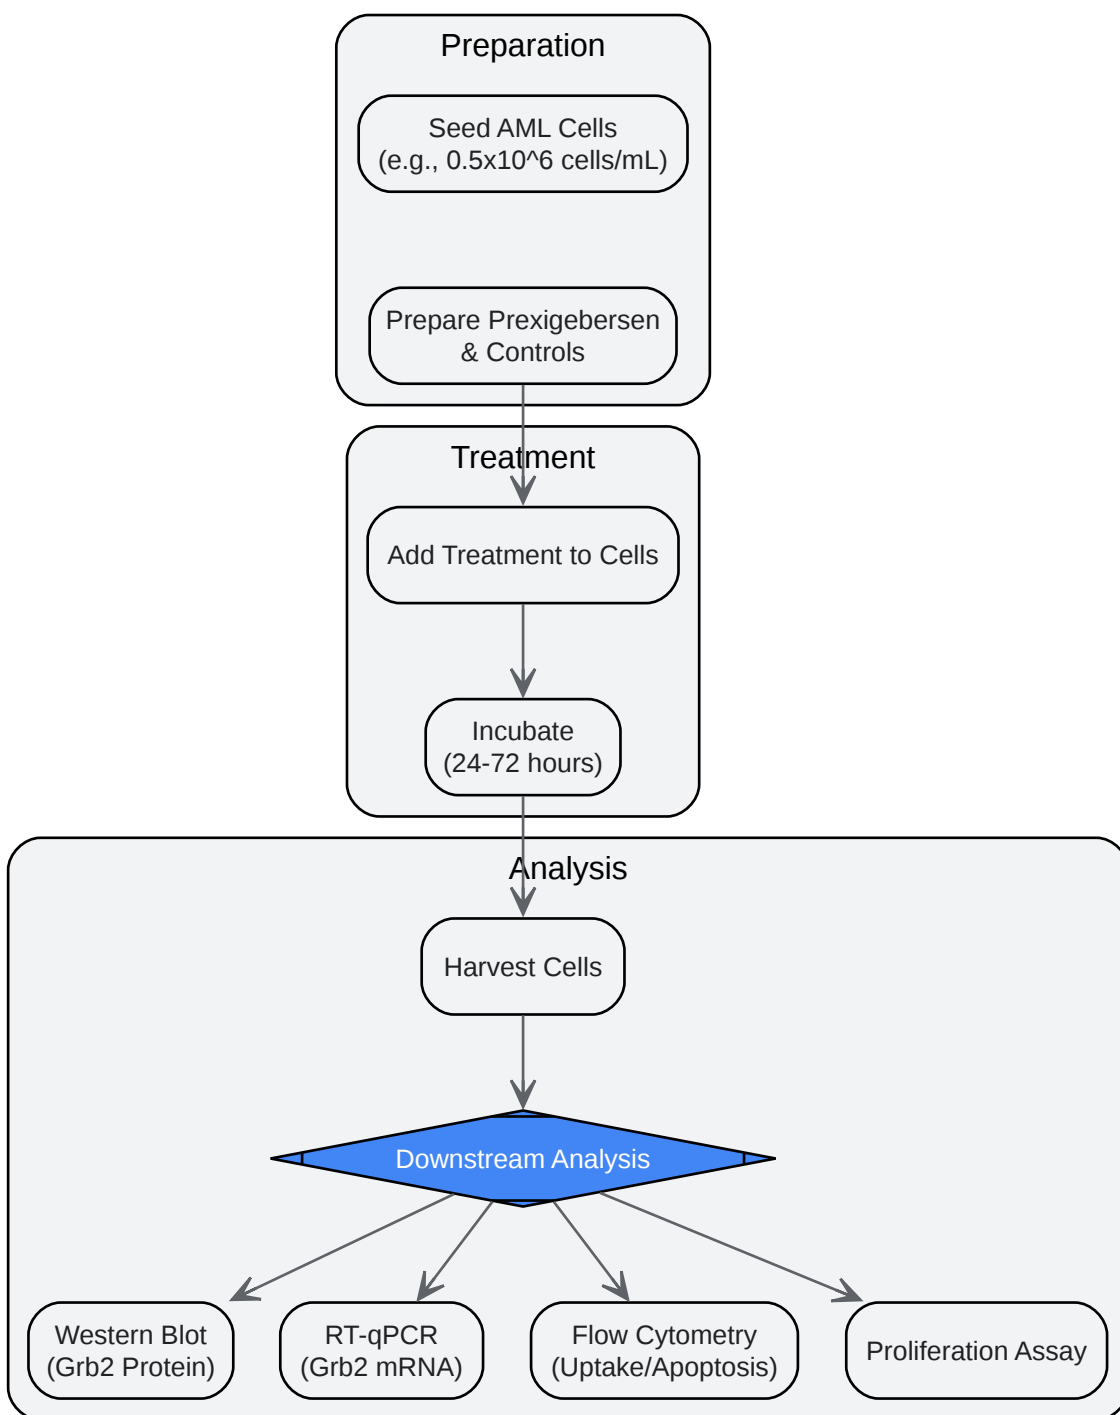 Preparation
Seed AML Cells
(e.g., 0.5x10^6 cells/mL)
Prepare Prexigebersen
& Controls
Treatment
Add Treatment to Cells
Incubate
(24-72 hours)
Analysis
Harvest Cells
Downstream Analysis
Western Blot
(Grb2 Protein)
RT-qPCR
(Grb2 mRNA)
Flow Cytometry
(Uptake/Apoptosis)
Proliferation Assay